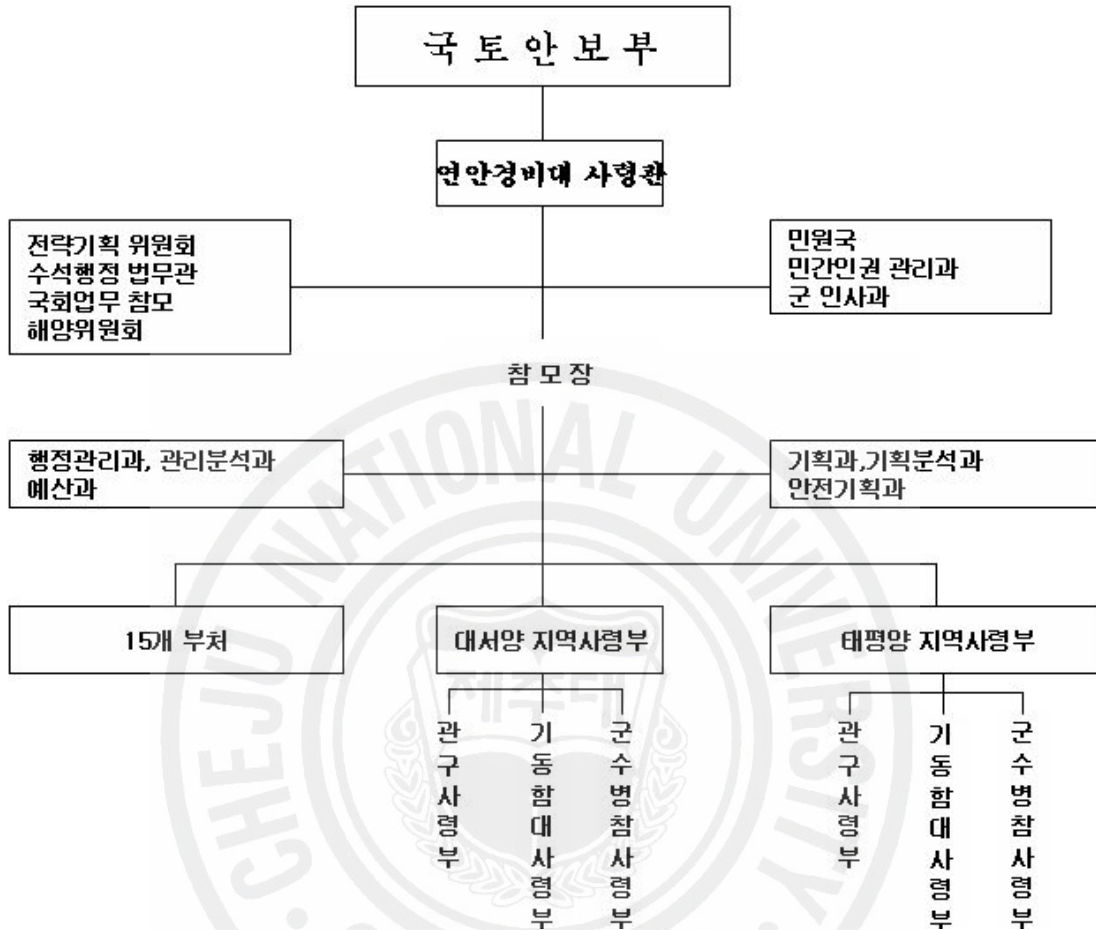 국 토 안 보 부
연안경비대 사령관
전략기획 위원회
수석행정 법무관
국회업무 참모
해양위원회
민원국
민간인권 관리과
군 인사과
참 모 장
행정관리과, 관리분석과
예산과
기획과,기획분석과
안전기획과
15개 부처
대서양 지역사령부
태평양 지역사령부
관구사령부
기동함대사령부
군수병참사령부
관구사령부
기동함대사령부
군수병참사령부
CHEJU NATIONAL UNIVERSITY
제주대